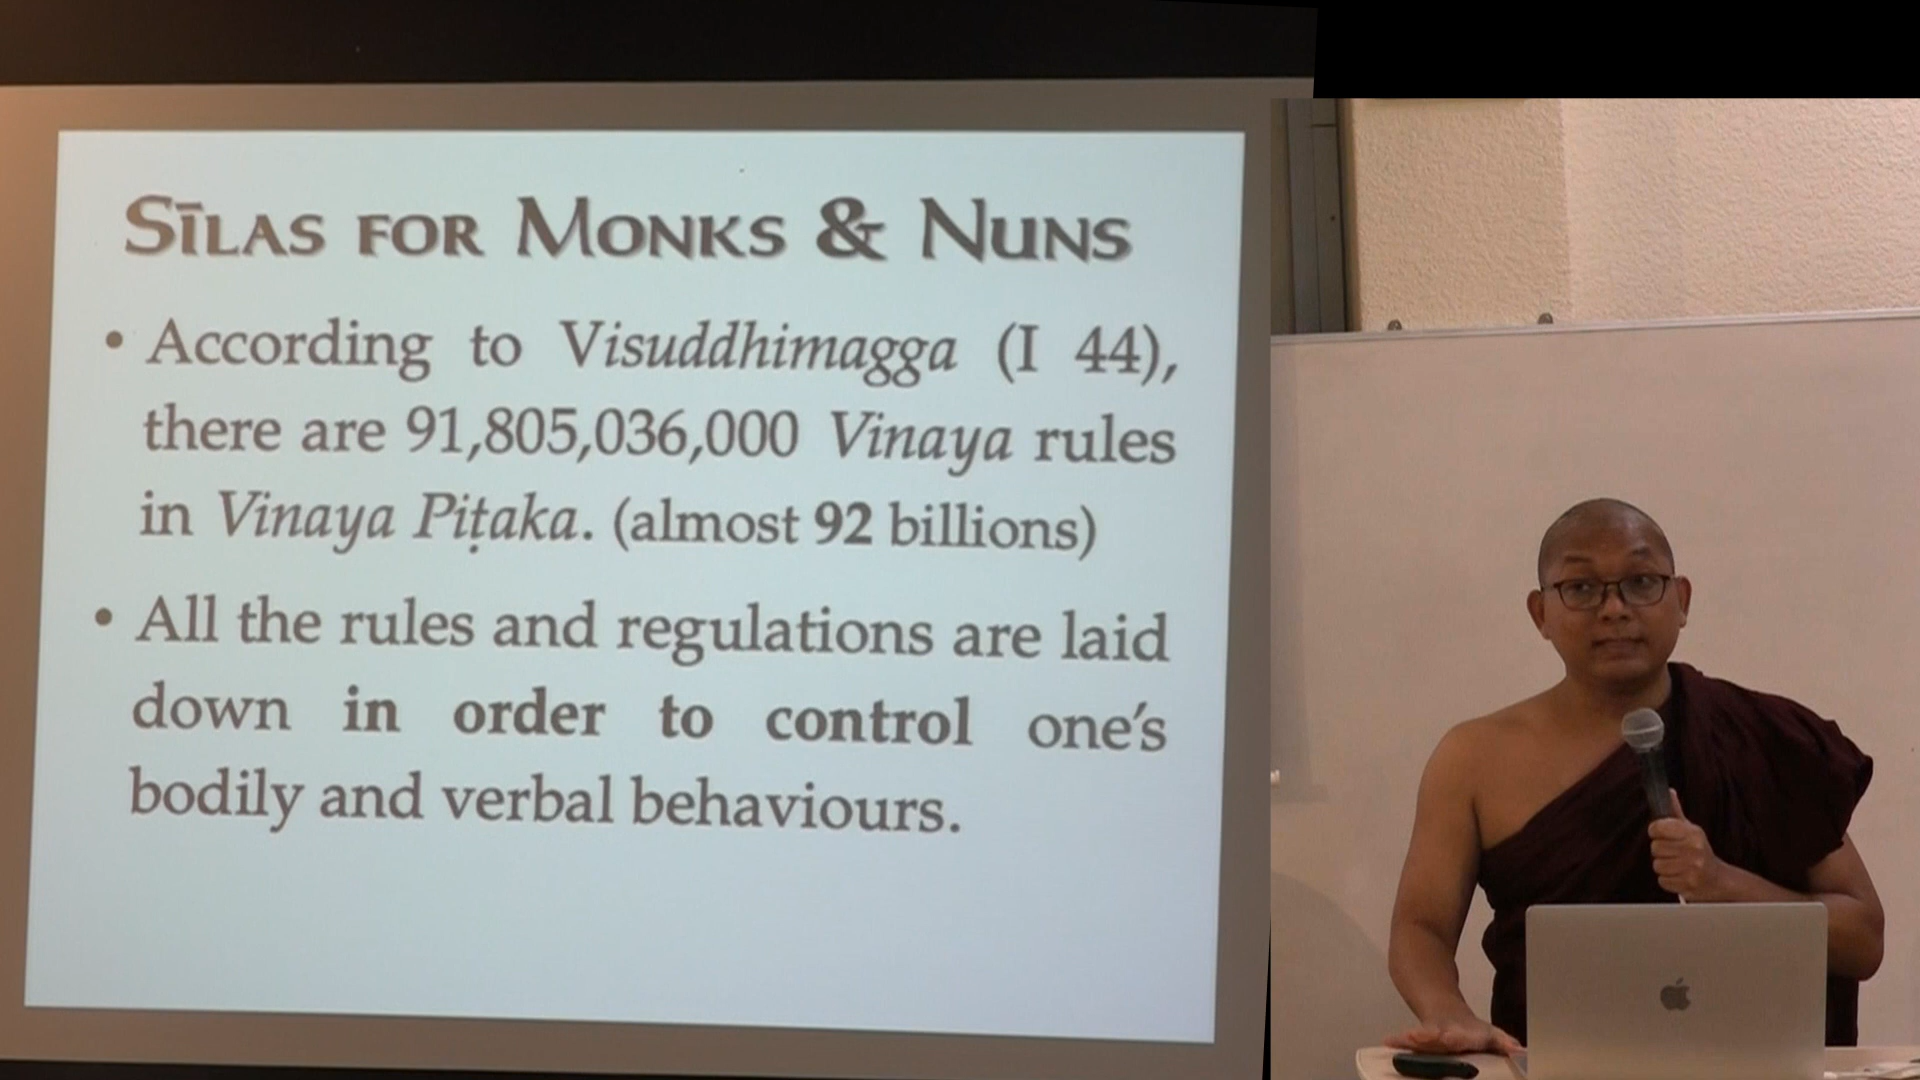 Sīlas for Monks & Nuns
• According to Visuddhimagga (I 44),
there are 91,805,036,000 Vinaya rules
in Vinaya Piṭaka. (almost 92 billions)
• All the rules and regulations are laid
down in order to control one's
bodily and verbal behaviours.